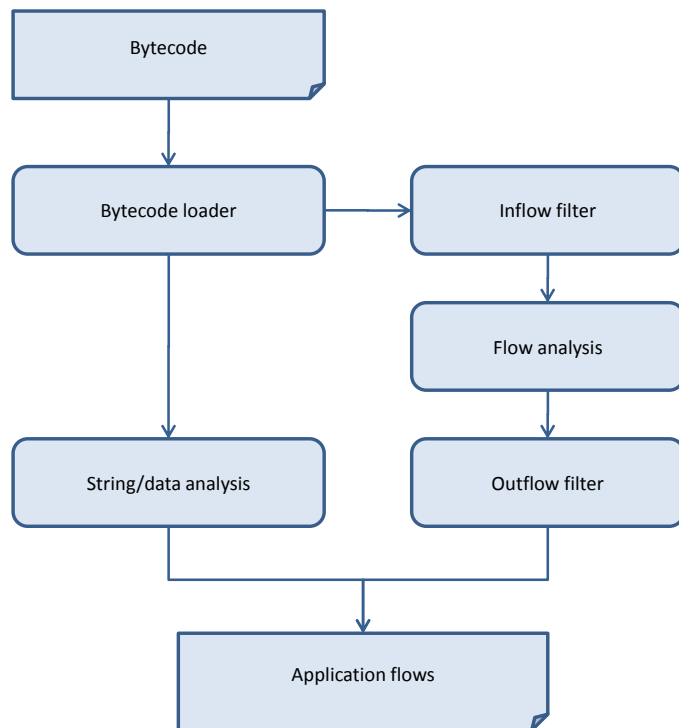 Bytecode
Bytecode loader
Inflow filter
Flow analysis
String/data analysis
Outflow filter
Application flows